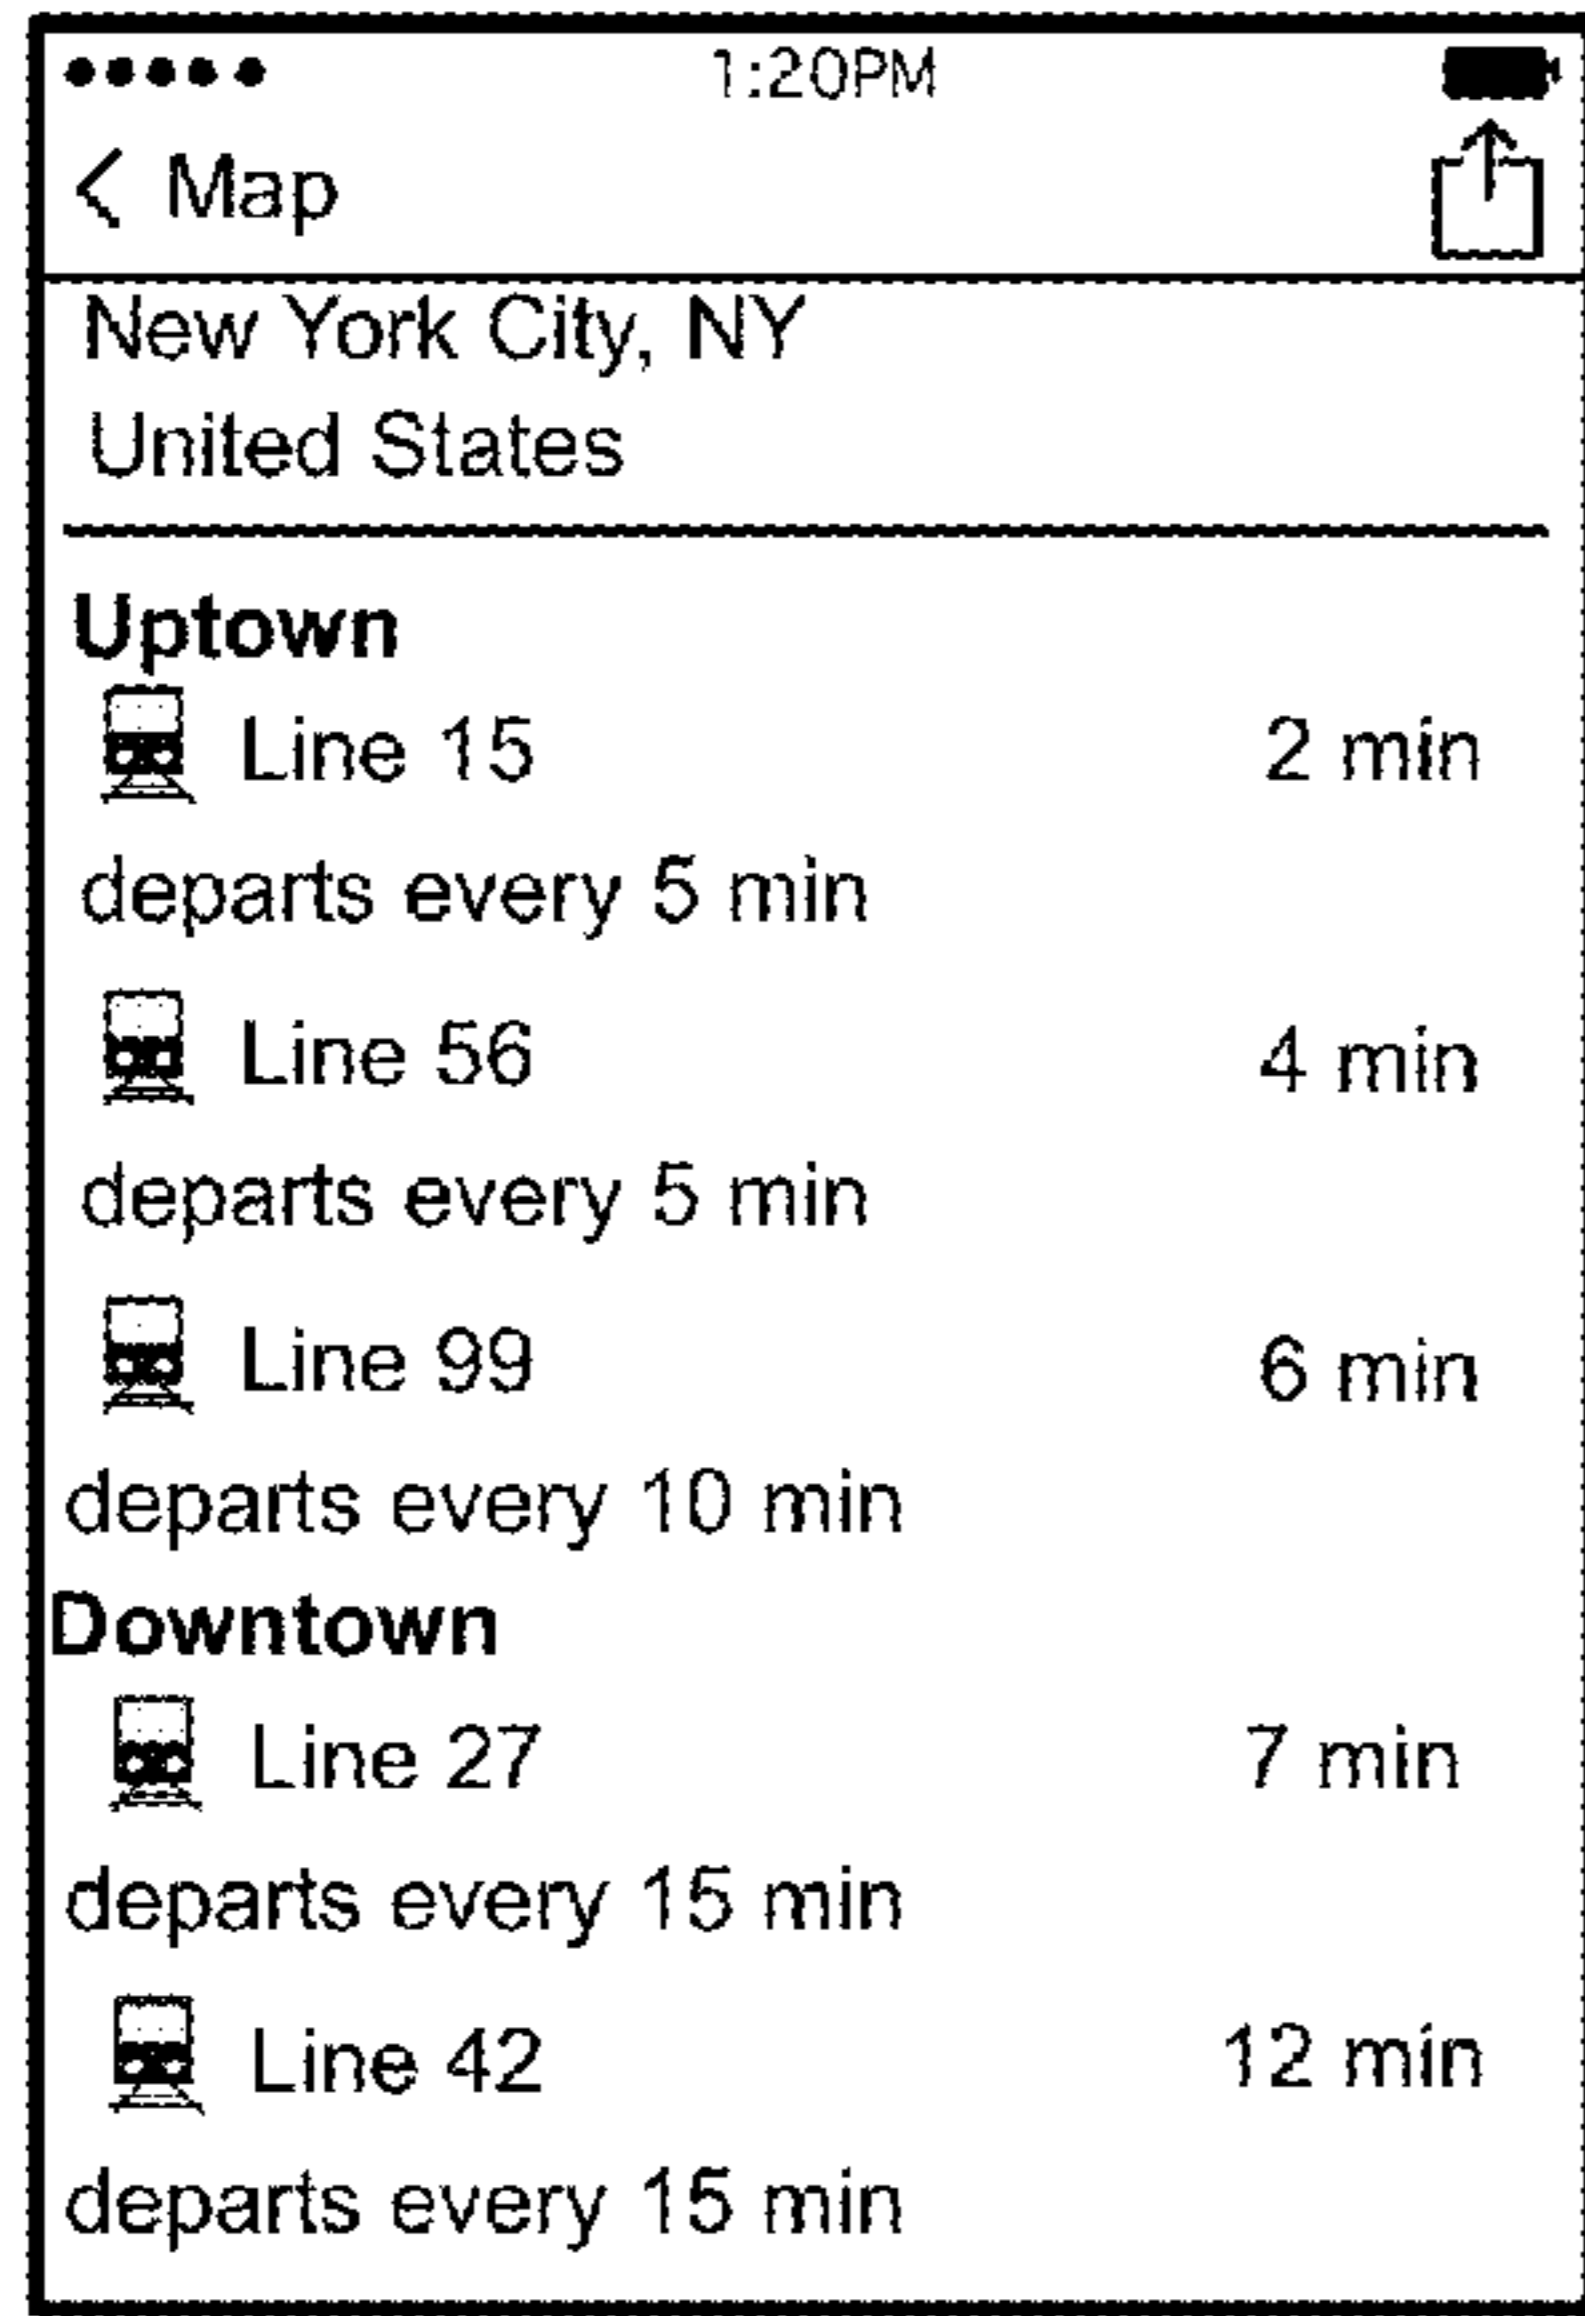 1:20PM
< Map
New York City, NY
United States
Uptown
Line 15 2 min
departs every 5 min
Line 56 4 min
departs every 5 min
Line 99 6 min
departs every 10 min
Downtown
Line 27 7 min
departs every 15 min
Line 42 12 min
departs every 15 min